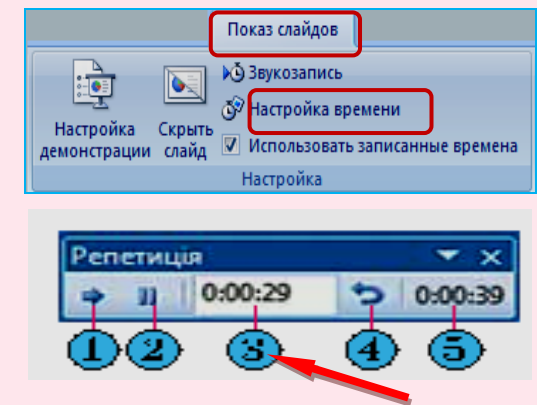 Показ слайдов
Звукозапись
Настройка времени
Настройка демонстрации
Скрыть слайд
Использовать записанные времена
Настройка
Репетиція
0:00:29
0:00:39
1 2 3 4 5